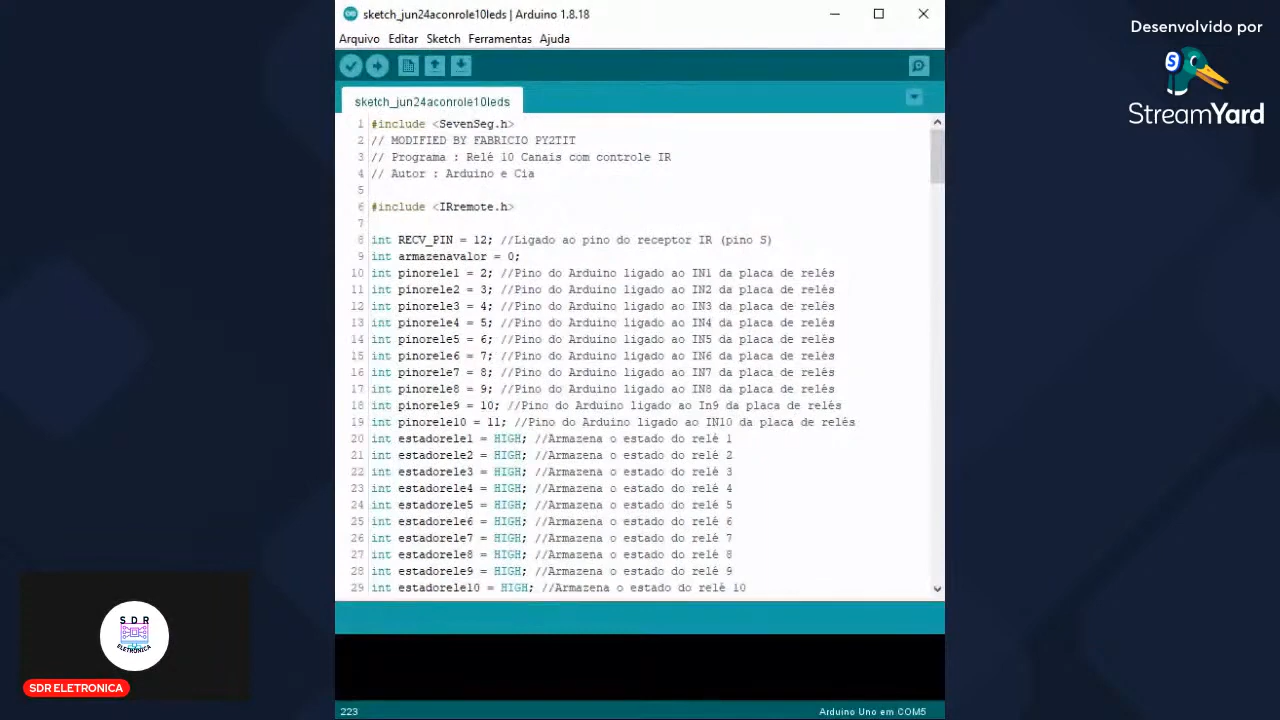 sketch_jun24aconrole10leds | Arduino 1.8.18
Arquivo Editar Sketch Ferramentas Ajuda
sketch_jun24aconrole10leds
1 #include <SevenSeg.h>
2 // MODIFIED BY FABRICIO PY2TIT
3 // Programa : Relé 10 Canais com controle IR
4 // Autor : Arduino e Cia
5
6 #include <IRremote.h>
7
8 int RECV_PIN = 12; //Ligado ao pino do receptor IR (pino S)
9 int armazenavalor = 0;
10 int pinorele1 = 2; //Pino do Arduino ligado ao IN1 da placa de relés
11 int pinorele2 = 3; //Pino do Arduino ligado ao IN2 da placa de relés
12 int pinorele3 = 4; //Pino do Arduino ligado ao IN3 da placa de relés
13 int pinorele4 = 5; //Pino do Arduino ligado ao IN4 da placa de relés
14 int pinorele5 = 6; //Pino do Arduino ligado ao IN5 da placa de relés
15 int pinorele6 = 7; //Pino do Arduino ligado ao IN6 da placa de relés
16 int pinorele7 = 8; //Pino do Arduino ligado ao IN7 da placa de relés
17 int pinorele8 = 9; //Pino do Arduino ligado ao IN8 da placa de relés
18 int pinorele9 = 10; //Pino do Arduino ligado ao In9 da placa de relés
19 int pinorele10 = 11; //Pino do Arduino ligado ao IN10 da placa de relés
20 int estadorele1 = HIGH; //Armazena o estado do relé 1
21 int estadorele2 = HIGH; //Armazena o estado do relé 2
22 int estadorele3 = HIGH; //Armazena o estado do relé 3
23 int estadorele4 = HIGH; //Armazena o estado do relé 4
24 int estadorele5 = HIGH; //Armazena o estado do relé 5
25 int estadorele6 = HIGH; //Armazena o estado do relé 6
26 int estadorele7 = HIGH; //Armazena o estado do relé 7
27 int estadorele8 = HIGH; //Armazena o estado do relé 8
28 int estadorele9 = HIGH; //Armazena o estado do relé 9
29 int estadorele10 = HIGH; //Armazena o estado do relé 10
223
Arduino Uno em COM5
Desenvolvido por
S
StreamYard
SDR
ELETRONICA
SDR ELETRONICA